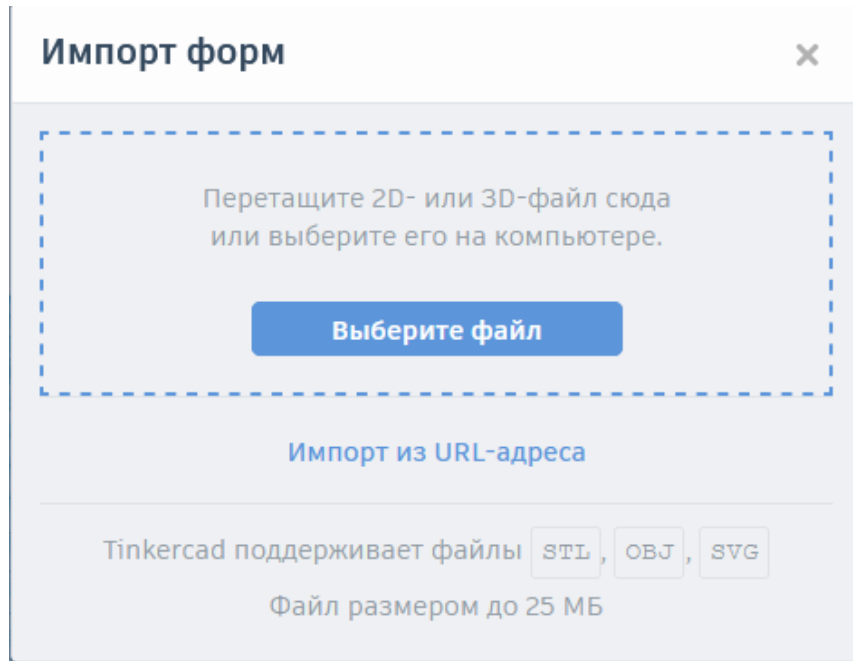 Импорт форм
Перетащите 2D- или 3D-файл сюда
или выберите его на компьютере.
Выберите файл
Импорт из URL-адреса
Tinkercad поддерживает файлы STL, OBJ, SVG
Файл размером до 25 МБ